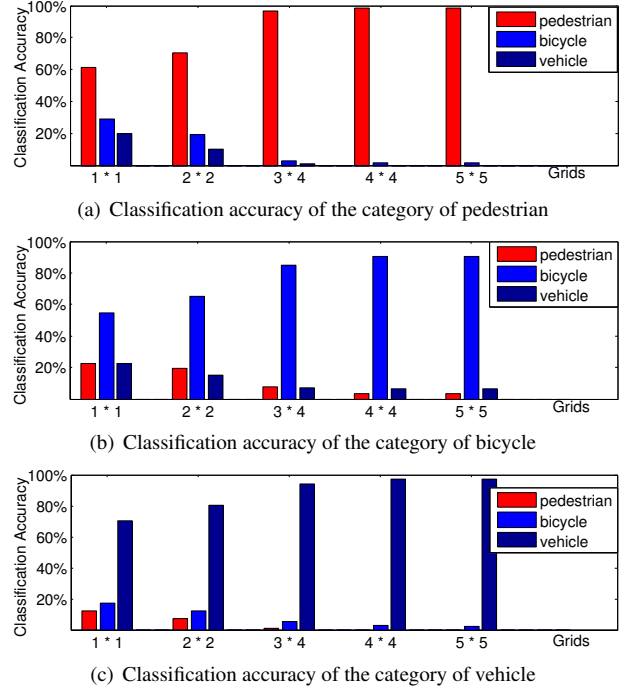 100%
80%
60%
40%
20%
Classification Accuracy
pedestrian
bicycle
vehicle
1 * 1 2 * 2 3 * 4 4 * 4 5 * 5 Grids
(a) Classification accuracy of the category of pedestrian
100%
80%
60%
40%
20%
Classification Accuracy
pedestrian
bicycle
vehicle
1 * 1 2 * 2 3 * 4 4 * 4 5 * 5 Grids
(b) Classification accuracy of the category of bicycle
100%
80%
60%
40%
20%
Classification Accuracy
pedestrian
bicycle
vehicle
1 * 1 2 * 2 3 * 4 4 * 4 5 * 5 Grids
(c) Classification accuracy of the category of vehicle